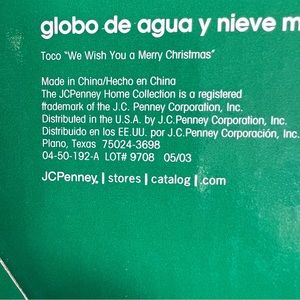 globo de agua y nieve m
Toco "We Wish You a Merry Christmas"
Made in China/Hecho en China
The JCPenney Home Collection is a registered
trademark of the J.C. Penney Corporation, Inc.
Distributed in the U.S.A. by J.C. Penney Corporation, Inc.
Distribuido en los EE.UU. por J.C.Penney Corporación, Inc.
Plano, Texas 75024-3698
04-50-192-A LOT# 9708 05/03
JCPenney | stores | catalog | .com